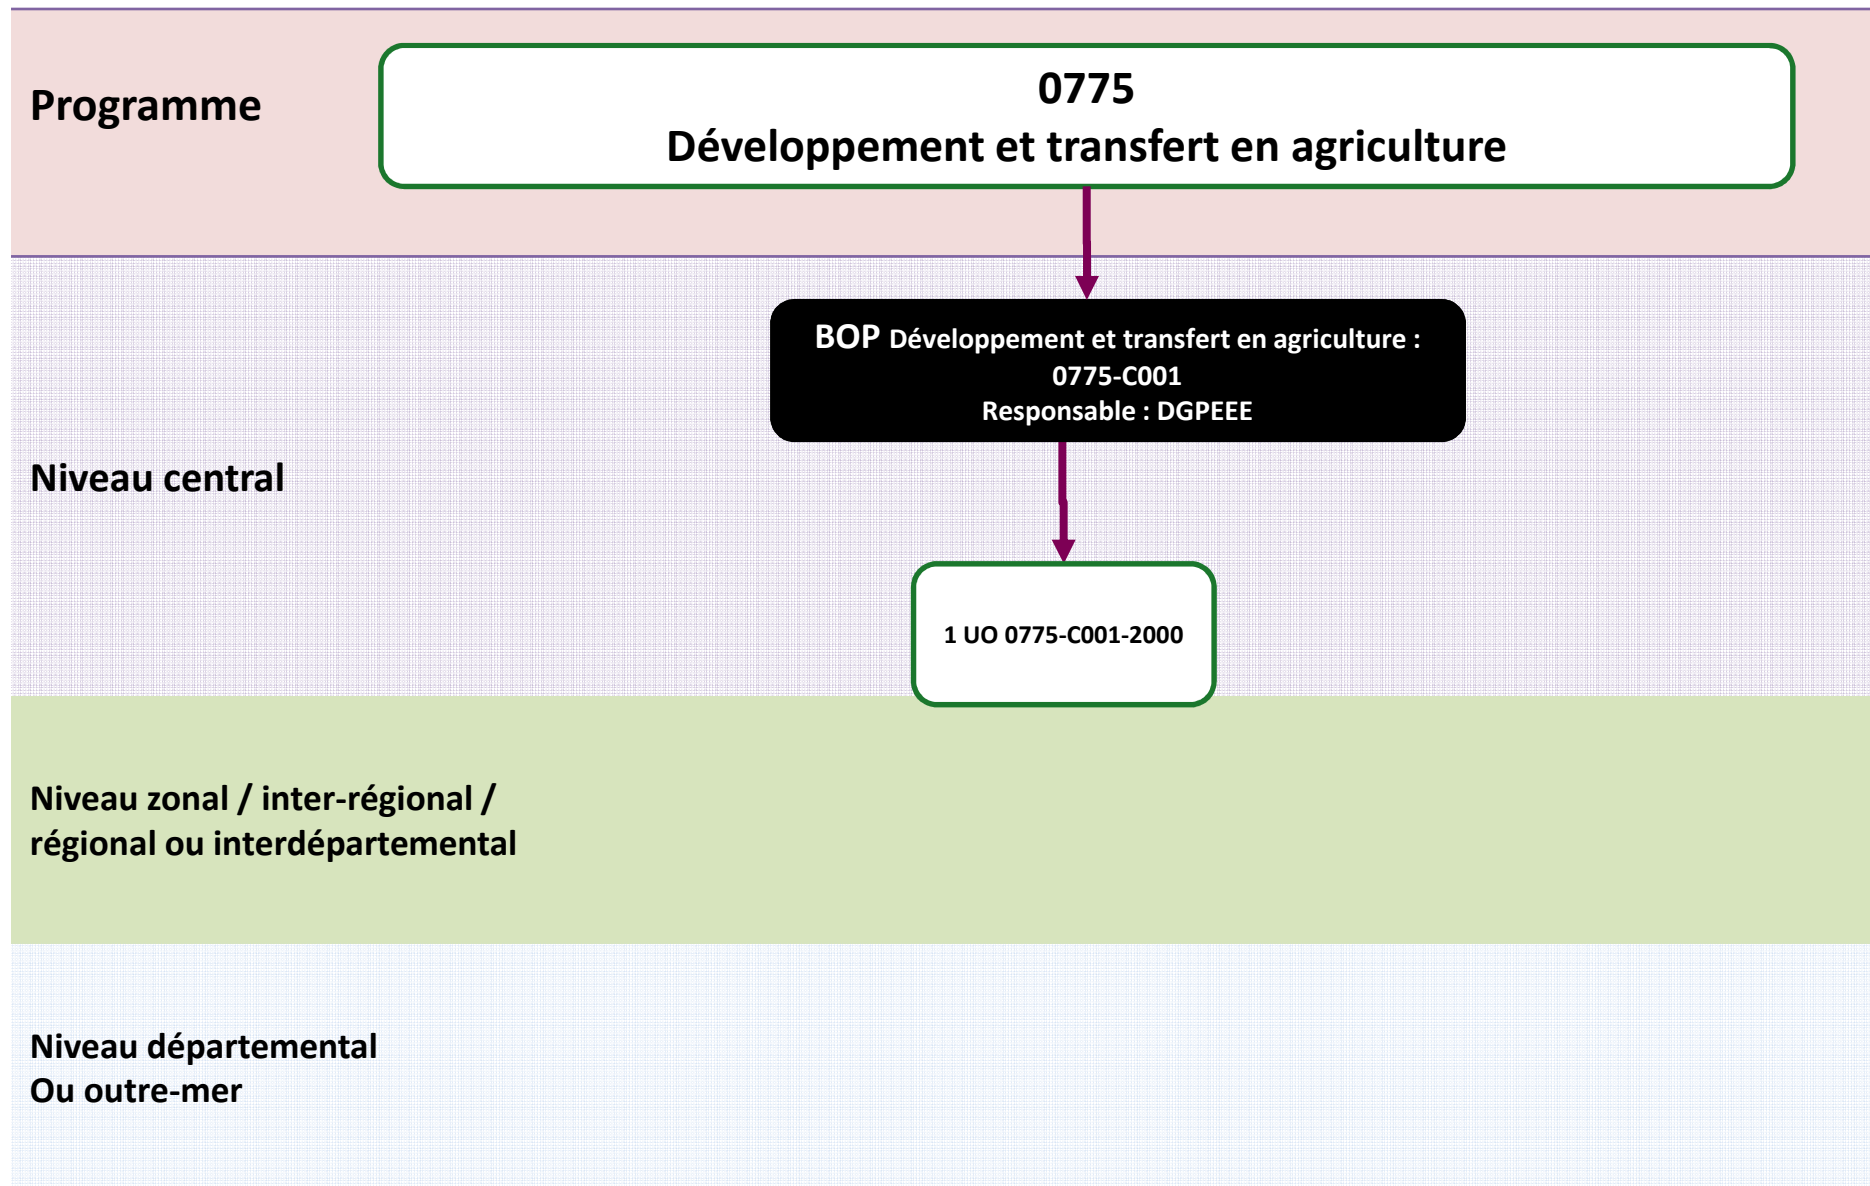 Programme
0775
Développement et transfert en agriculture
BOP Développement et transfert en agriculture :
0775-C001
Responsable : DGPEEE
Niveau central
1 UO 0775-C001-2000
Niveau zonal / inter-régional /
régional ou interdépartemental
Niveau départemental
Ou outre-mer